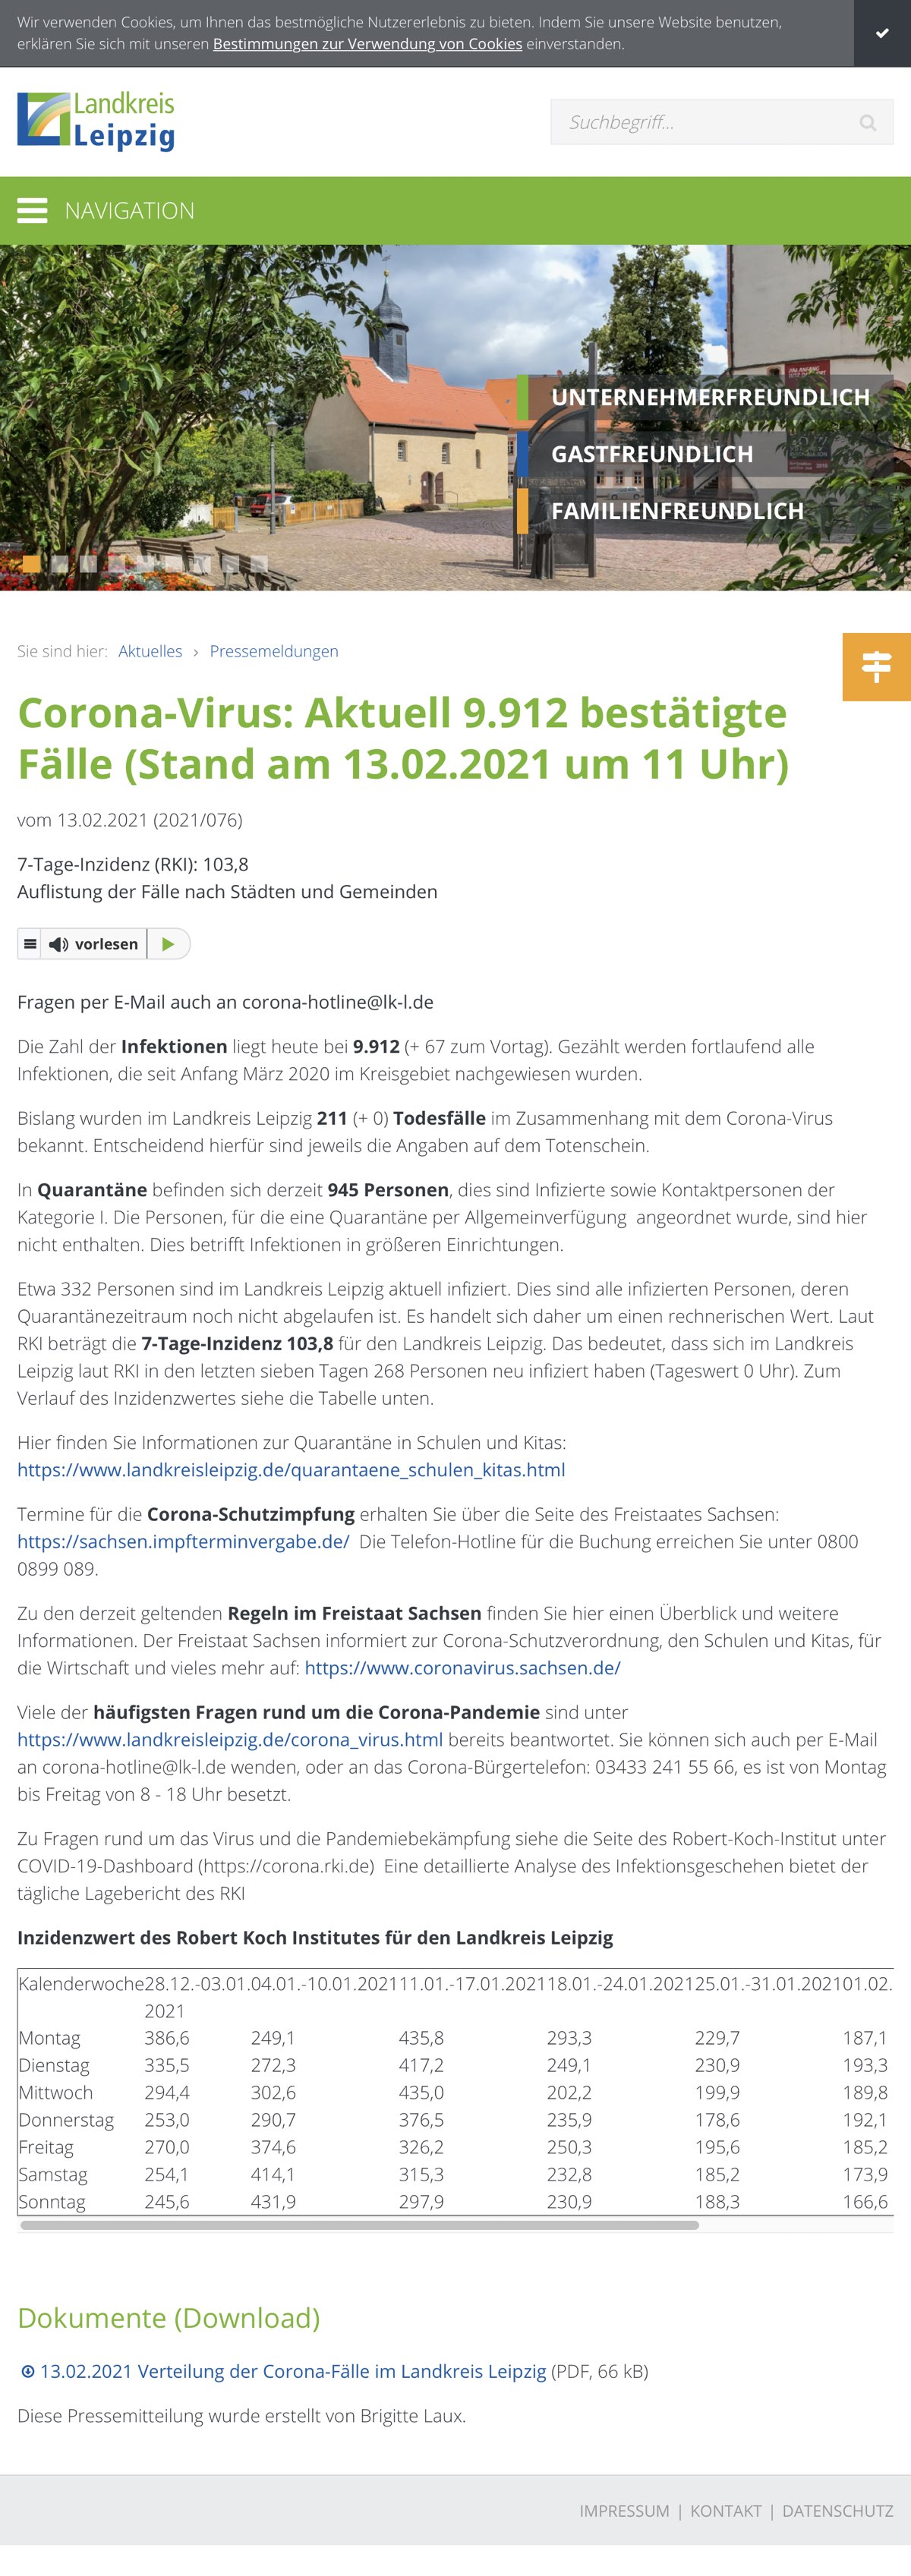 Wir verwenden Cookies, um Ihnen das bestmögliche Nutzererlebnis zu bieten. Indem Sie unsere Website benutzen,
erklären Sie sich mit unseren Bestimmungen zur Verwendung von Cookies einverstanden.
Landkreis
Leipzig
Suchbegriff...
NAVIGATION
UNTERNEHMERFREUNDLICH
GASTFREUNDLICH
FAMILIENFREUNDLICH
Sie sind hier: Aktuelles › Pressemeldungen
Corona-Virus: Aktuell 9.912 bestätigte
Fälle (Stand am 13.02.2021 um 11 Uhr)
vom 13.02.2021 (2021/076)
7-Tage-Inzidenz (RKI): 103,8
Auflistung der Fälle nach Städten und Gemeinden
vorlesen
Fragen per E-Mail auch an corona-hotline@lk-l.de
Die Zahl der Infektionen liegt heute bei 9.912 (+ 67 zum Vortag). Gezählt werden fortlaufend alle
Infektionen, die seit Anfang März 2020 im Kreisgebiet nachgewiesen wurden.
Bislang wurden im Landkreis Leipzig 211 (+ 0) Todesfälle im Zusammenhang mit dem Corona-Virus
bekannt. Entscheidend hierfür sind jeweils die Angaben auf dem Totenschein.
In Quarantäne befinden sich derzeit 945 Personen, dies sind Infizierte sowie Kontaktpersonen der
Kategorie I. Die Personen, für die eine Quarantäne per Allgemeinverfügung  angeordnet wurde, sind hier
nicht enthalten. Dies betrifft Infektionen in größeren Einrichtungen.
Etwa 332 Personen sind im Landkreis Leipzig aktuell infiziert. Dies sind alle infizierten Personen, deren
Quarantänezeitraum noch nicht abgelaufen ist. Es handelt sich daher um einen rechnerischen Wert. Laut
RKI beträgt die 7-Tage-Inzidenz 103,8 für den Landkreis Leipzig. Das bedeutet, dass sich im Landkreis
Leipzig laut RKI in den letzten sieben Tagen 268 Personen neu infiziert haben (Tageswert 0 Uhr). Zum
Verlauf des Inzidenzwertes siehe die Tabelle unten.
Hier finden Sie Informationen zur Quarantäne in Schulen und Kitas:
https://www.landkreisleipzig.de/quarantaene_schulen_kitas.html
Termine für die Corona-Schutzimpfung erhalten Sie über die Seite des Freistaates Sachsen:
https://sachsen.impfterminvergabe.de/  Die Telefon-Hotline für die Buchung erreichen Sie unter 0800
0899 089.
Zu den derzeit geltenden Regeln im Freistaat Sachsen finden Sie hier einen Überblick und weitere
Informationen. Der Freistaat Sachsen informiert zur Corona-Schutzverordnung, den Schulen und Kitas, für
die Wirtschaft und vieles mehr auf: https://www.coronavirus.sachsen.de/
Viele der häufigsten Fragen rund um die Corona-Pandemie sind unter
https://www.landkreisleipzig.de/corona_virus.html bereits beantwortet. Sie können sich auch per E-Mail
an corona-hotline@lk-l.de wenden, oder an das Corona-Bürgertelefon: 03433 241 55 66, es ist von Montag
bis Freitag von 8 - 18 Uhr besetzt.
Zu Fragen rund um das Virus und die Pandemiebekämpfung siehe die Seite des Robert-Koch-Institut unter
COVID-19-Dashboard (https://corona.rki.de)  Eine detaillierte Analyse des Infektionsgeschehen bietet der
tägliche Lagebericht des RKI
Inzidenzwert des Robert Koch Institutes für den Landkreis Leipzig
Kalenderwoche 28.12.-03.01. 04.01.-10.01.2021 11.01.-17.01.2021 18.01.-24.01.2021 25.01.-31.01.2021 01.02.
2021
Montag 386,6 249,1 435,8 293,3 229,7 187,1
Dienstag 335,5 272,3 417,2 249,1 230,9 193,3
Mittwoch 294,4 302,6 435,0 202,2 199,9 189,8
Donnerstag 253,0 290,7 376,5 235,9 178,6 192,1
Freitag 270,0 374,6 326,2 250,3 195,6 185,2
Samstag 254,1 414,1 315,3 232,8 185,2 173,9
Sonntag 245,6 431,9 297,9 230,9 188,3 166,6
Dokumente (Download)
13.02.2021 Verteilung der Corona-Fälle im Landkreis Leipzig (PDF, 66 kB)
Diese Pressemitteilung wurde erstellt von Brigitte Laux.
IMPRESSUM | KONTAKT | DATENSCHUTZ